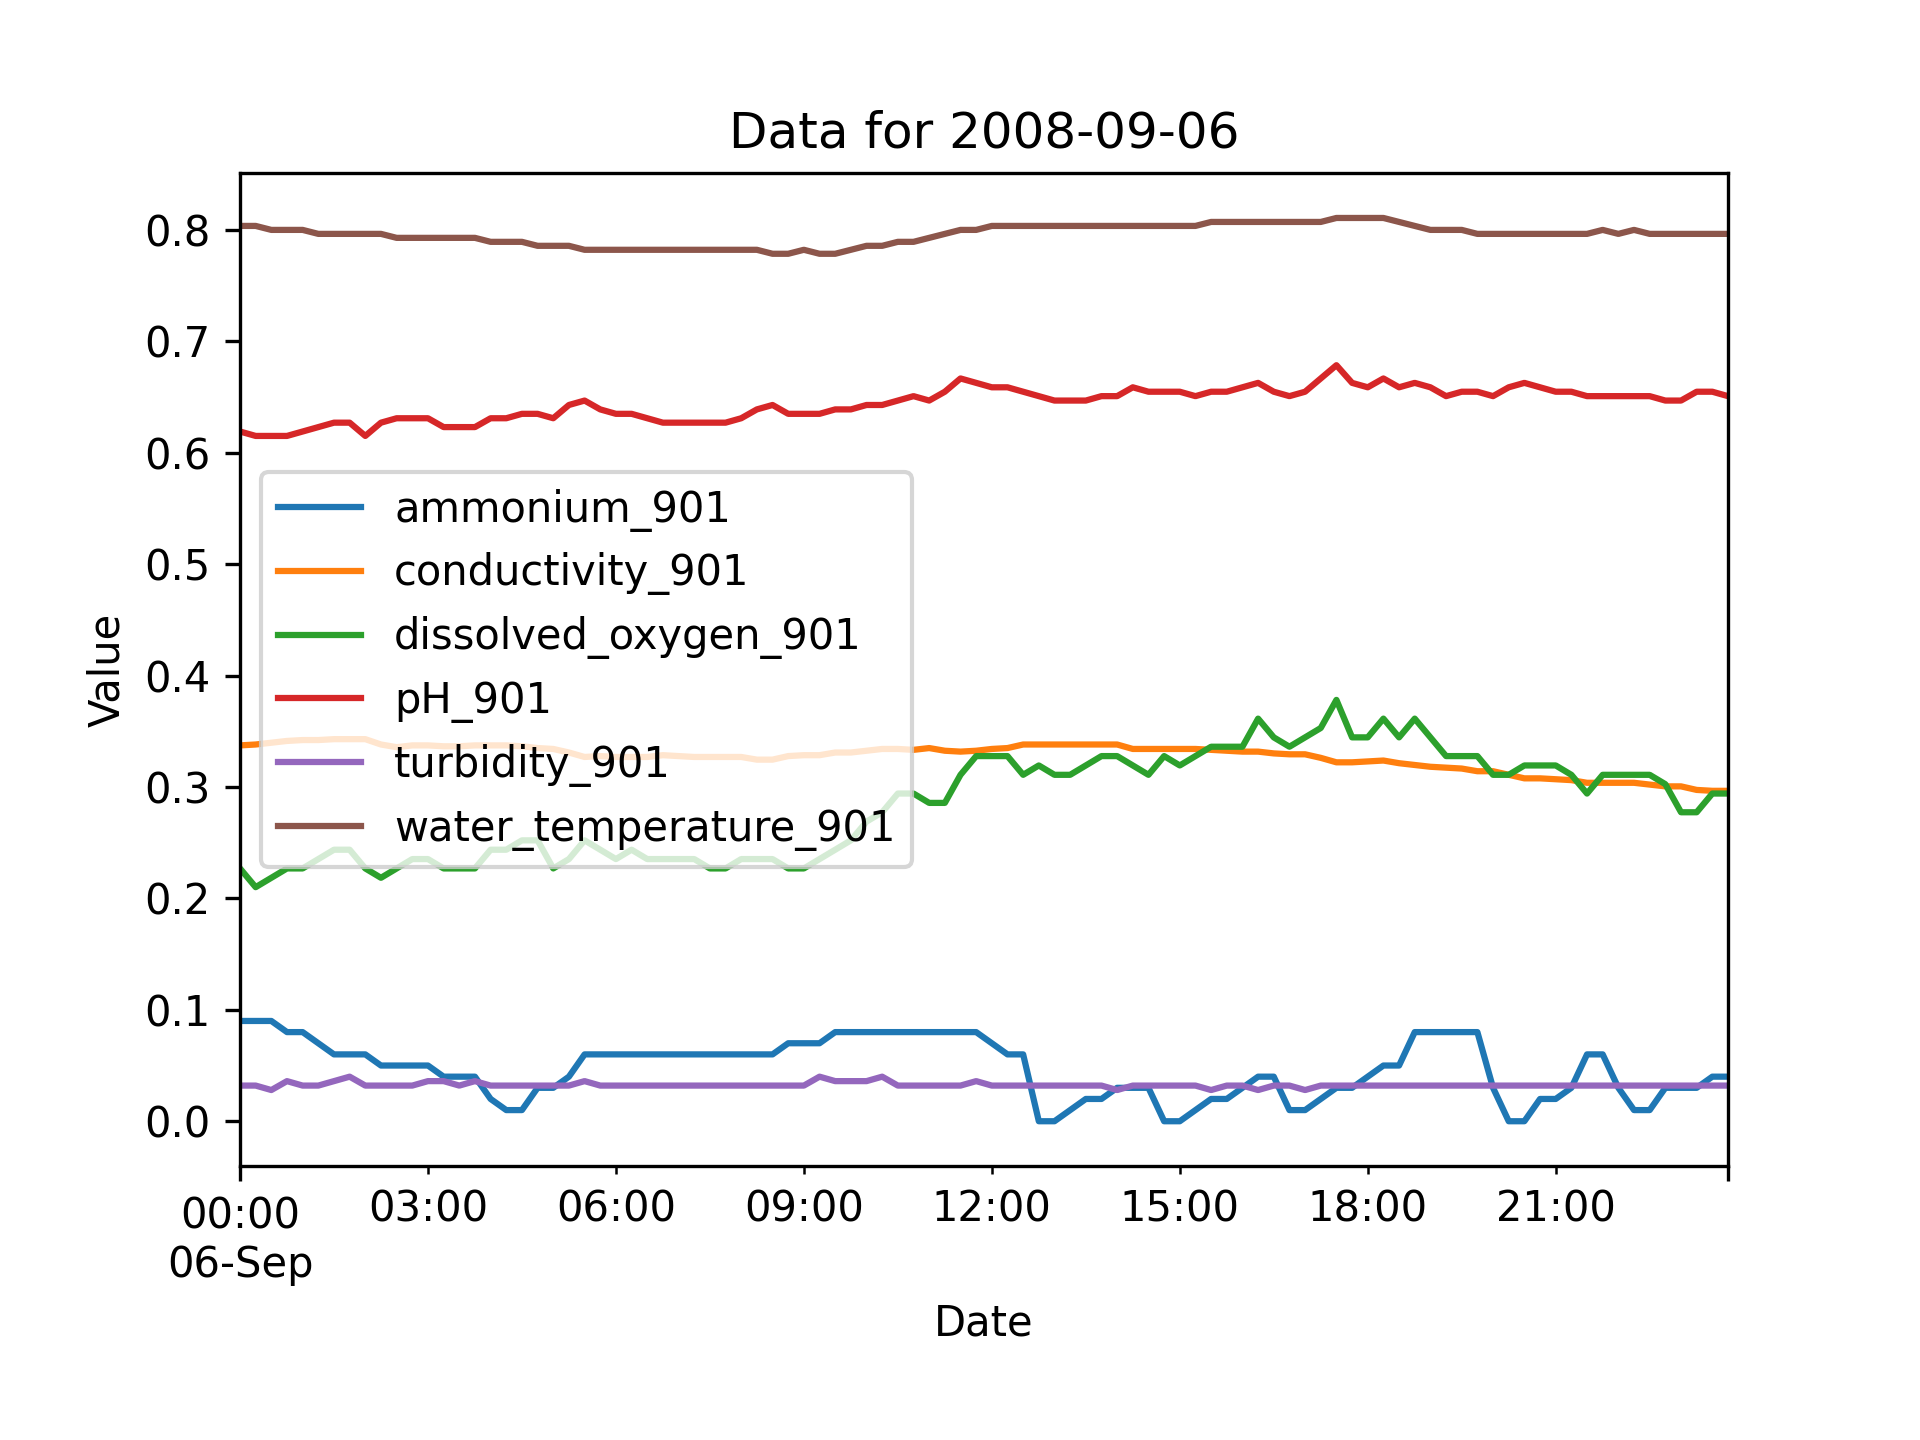 Data for 2008-09-06
0.8
0.7
0.6
0.5
0.4
0.3
0.2
0.1
0.0
Value
ammonium_901
conductivity_901
dissolved_oxygen_901
pH_901
turbidity_901
water_temperature_901
00:00 03:00 06:00 09:00 12:00 15:00 18:00 21:00
06-Sep
Date